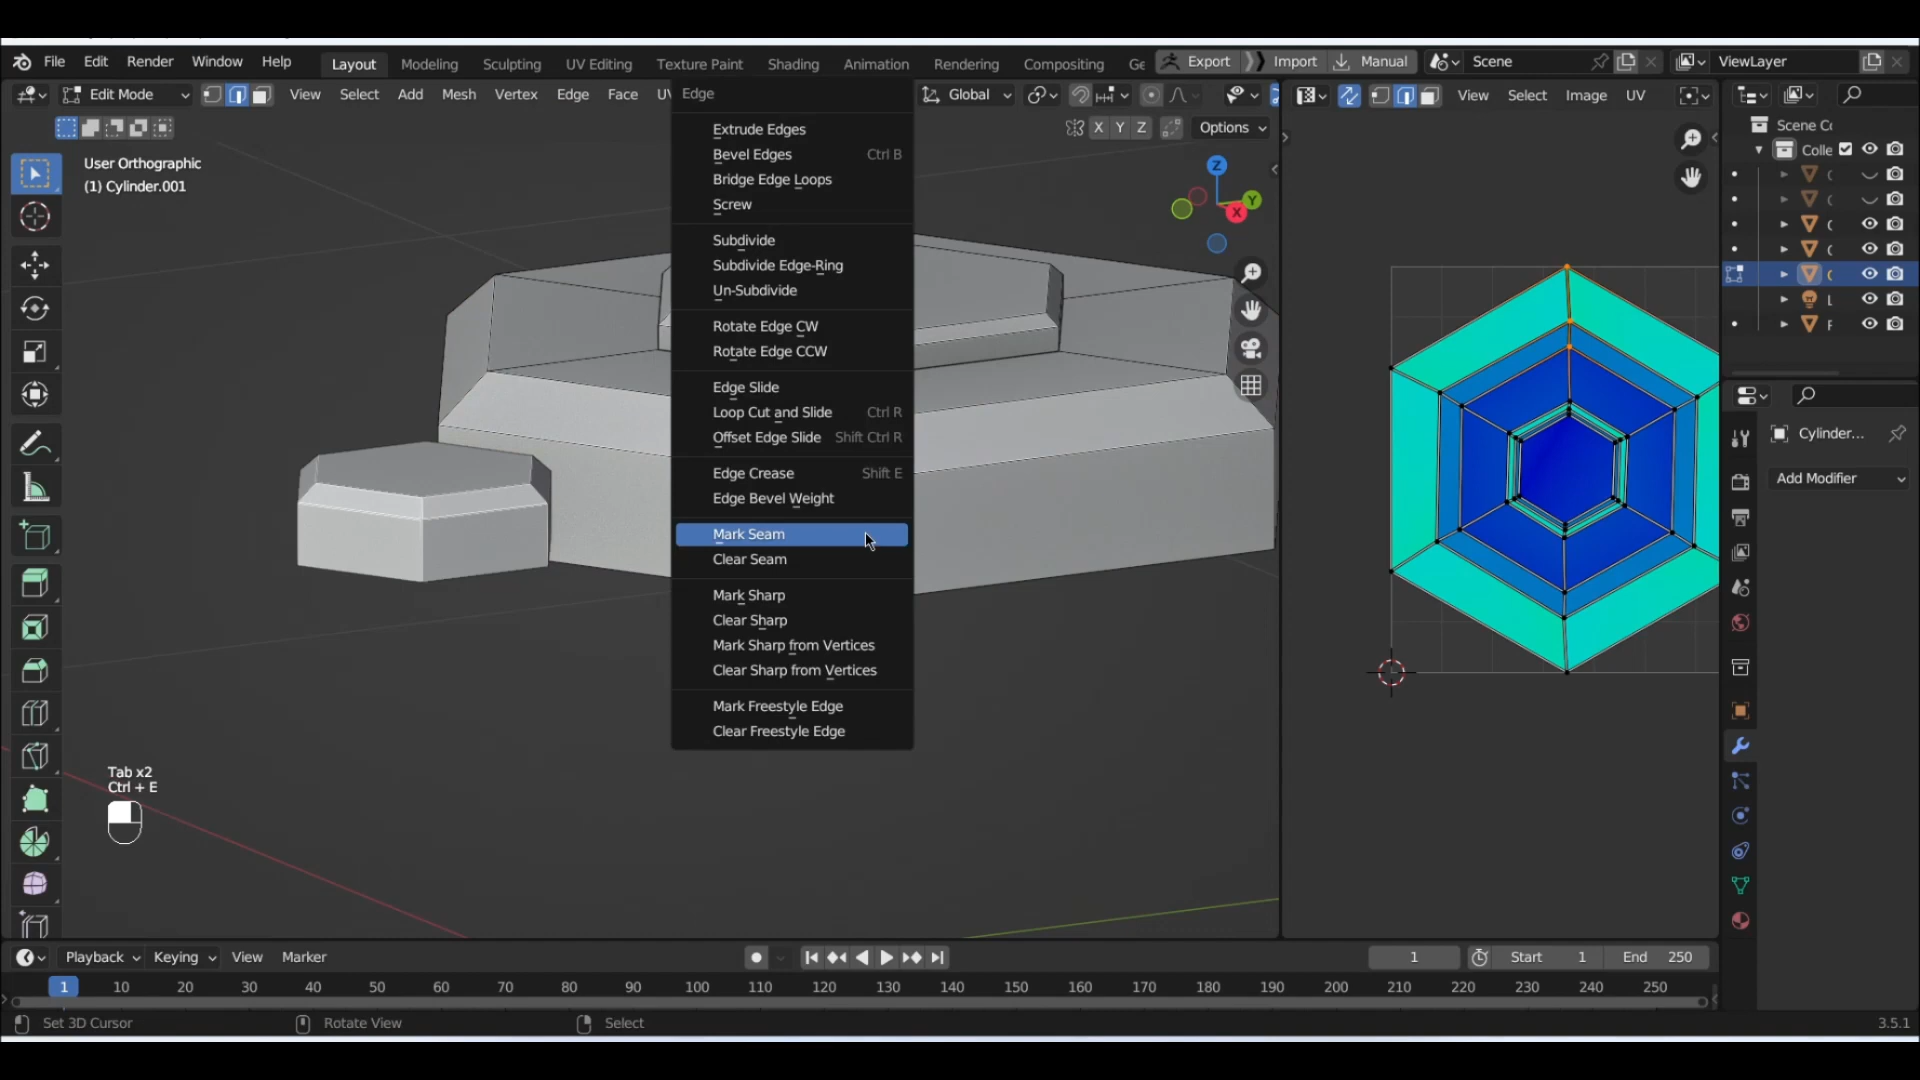 File Edit Render Window Help Layout Modeling Sculpting UV Editing Texture Paint Shading Animation Rendering Compositing Ge Export Import Manual Scene ViewLayer
Edit Mode View Select Add Mesh Vertex Edge Face UV Global View Select Image UV
X Y Z Options
User Orthographic
(1) Cylinder.001
Edge
Extrude Edges
Bevel Edges Ctrl B
Bridge Edge Loops
Screw
Subdivide
Subdivide Edge-Ring
Un-Subdivide
Rotate Edge CW
Rotate Edge CCW
Edge Slide
Loop Cut and Slide Ctrl R
Offset Edge Slide Shift Ctrl R
Edge Crease Shift E
Edge Bevel Weight
Mark Seam
Clear Seam
Mark Sharp
Clear Sharp
Mark Sharp from Vertices
Clear Sharp from Vertices
Mark Freestyle Edge
Clear Freestyle Edge
Z
Y
X
Scene Co
Colle
Cylinder...
Add Modifier
Tab x2
Ctrl + E
Playback Keying View Marker 1 Start 1 End 250
1 10 20 30 40 50 60 70 80 90 100 110 120 130 140 150 160 170 180 190 200 210 220 230 240 250
Set 3D Cursor Rotate View Select 3.5.1